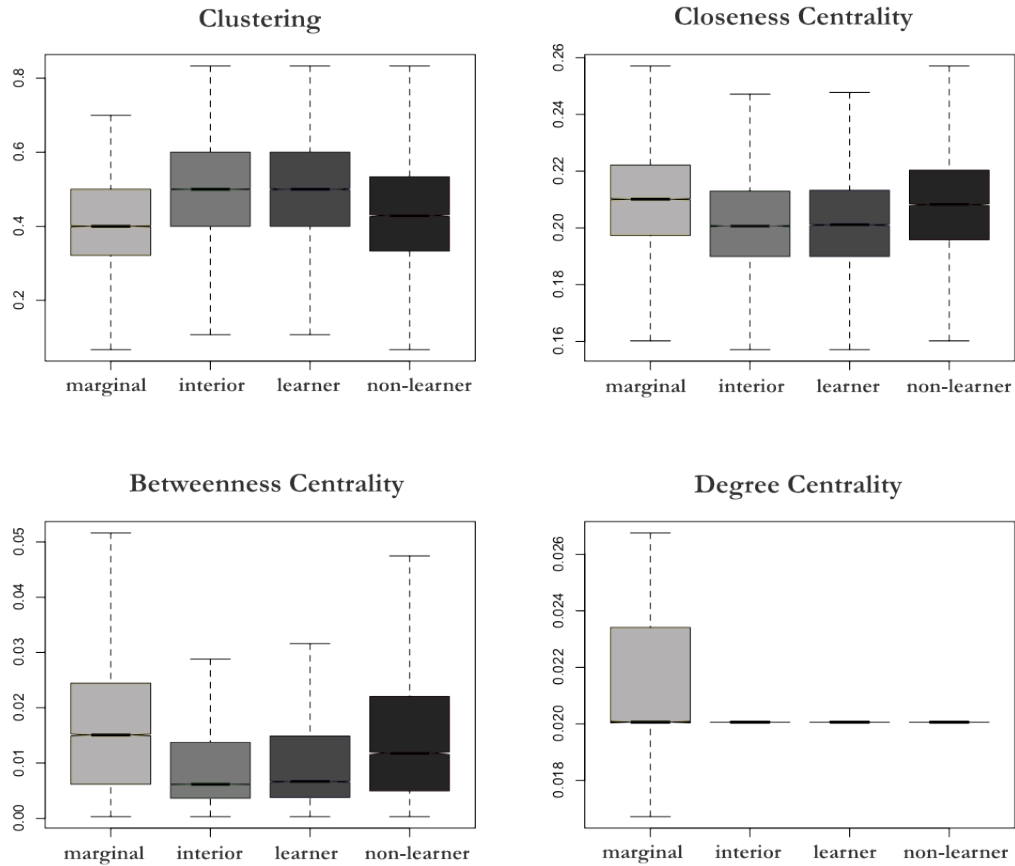 Clustering
0.8
0.6
0.4
0.2
marginal interior learner non-learner
Closeness Centrality
0.26
0.24
0.22
0.20
0.18
0.16
marginal interior learner non-learner
Betweenness Centrality
0.05
0.04
0.03
0.02
0.01
0.00
marginal interior learner non-learner
Degree Centrality
0.026
0.024
0.022
0.020
0.018
marginal interior learner non-learner